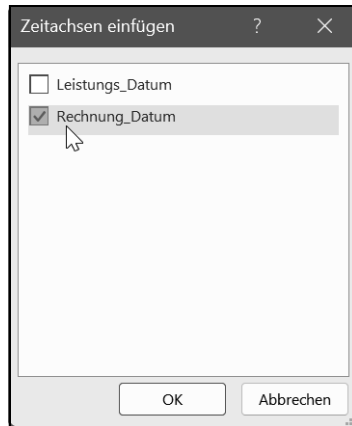 Zeitachsen einfügen ?
Leistungs_Datum
Rechnung_Datum
OK Abbrechen